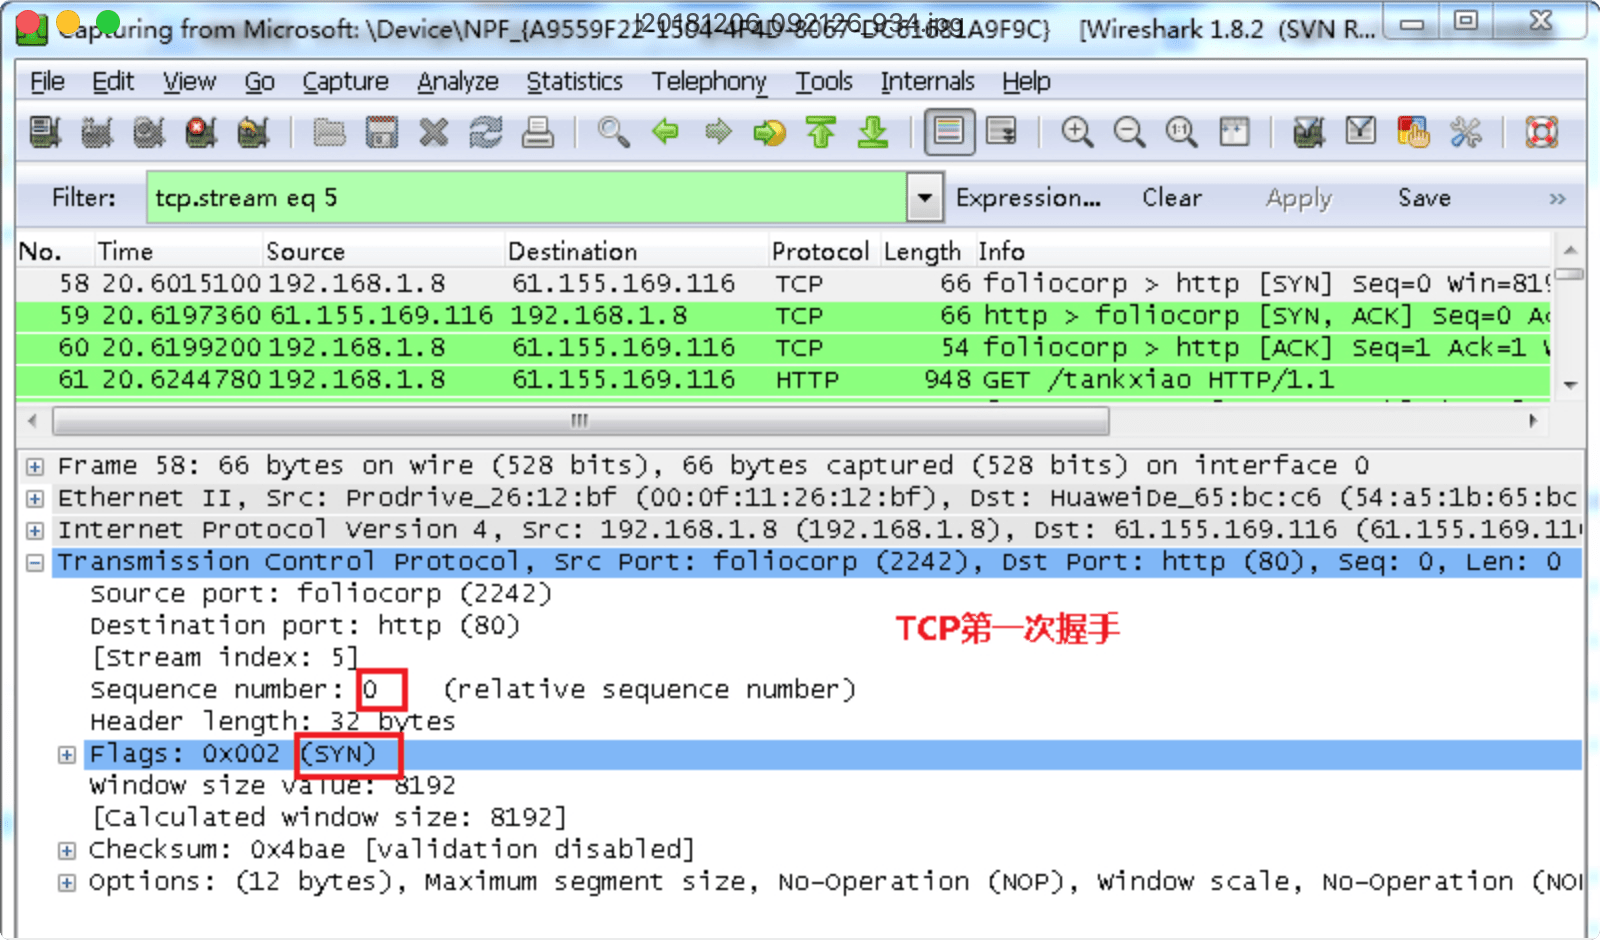 20181206_092126_934.jpg
Capturing from Microsoft: \Device\NPF_{A9559F22-1504-4F4D-8067-DC61681A9F9C} [Wireshark 1.8.2 (SVN R...
File Edit View Go Capture Analyze Statistics Telephony Tools Internals Help
Filter: tcp.stream eq 5 Expression... Clear Apply Save »
No. Time Source Destination Protocol Length Info
58 20.6015100 192.168.1.8 61.155.169.116 TCP 66 foliocorp > http [SYN] Seq=0 Win=819
59 20.6197360 61.155.169.116 192.168.1.8 TCP 66 http > foliocorp [SYN, ACK] Seq=0 Ac
60 20.6199200 192.168.1.8 61.155.169.116 TCP 54 foliocorp > http [ACK] Seq=1 Ack=1 W
61 20.6244780 192.168.1.8 61.155.169.116 HTTP 948 GET /tankxiao HTTP/1.1
Frame 58: 66 bytes on wire (528 bits), 66 bytes captured (528 bits) on interface 0
Ethernet II, Src: Prodrive_26:12:bf (00:0f:11:26:12:bf), Dst: HuaweiDe_65:bc:c6 (54:a5:1b:65:bc
Internet Protocol Version 4, Src: 192.168.1.8 (192.168.1.8), Dst: 61.155.169.116 (61.155.169.11
Transmission Control Protocol, Src Port: foliocorp (2242), Dst Port: http (80), Seq: 0, Len: 0
Source port: foliocorp (2242)
Destination port: http (80)
TCP第一次握手
[Stream index: 5]
Sequence number: 0 (relative sequence number)
Header length: 32 bytes
Flags: 0x002 (SYN)
Window size value: 8192
[Calculated window size: 8192]
Checksum: 0x4bae [validation disabled]
Options: (12 bytes), Maximum segment size, No-Operation (NOP), Window scale, No-Operation (NO